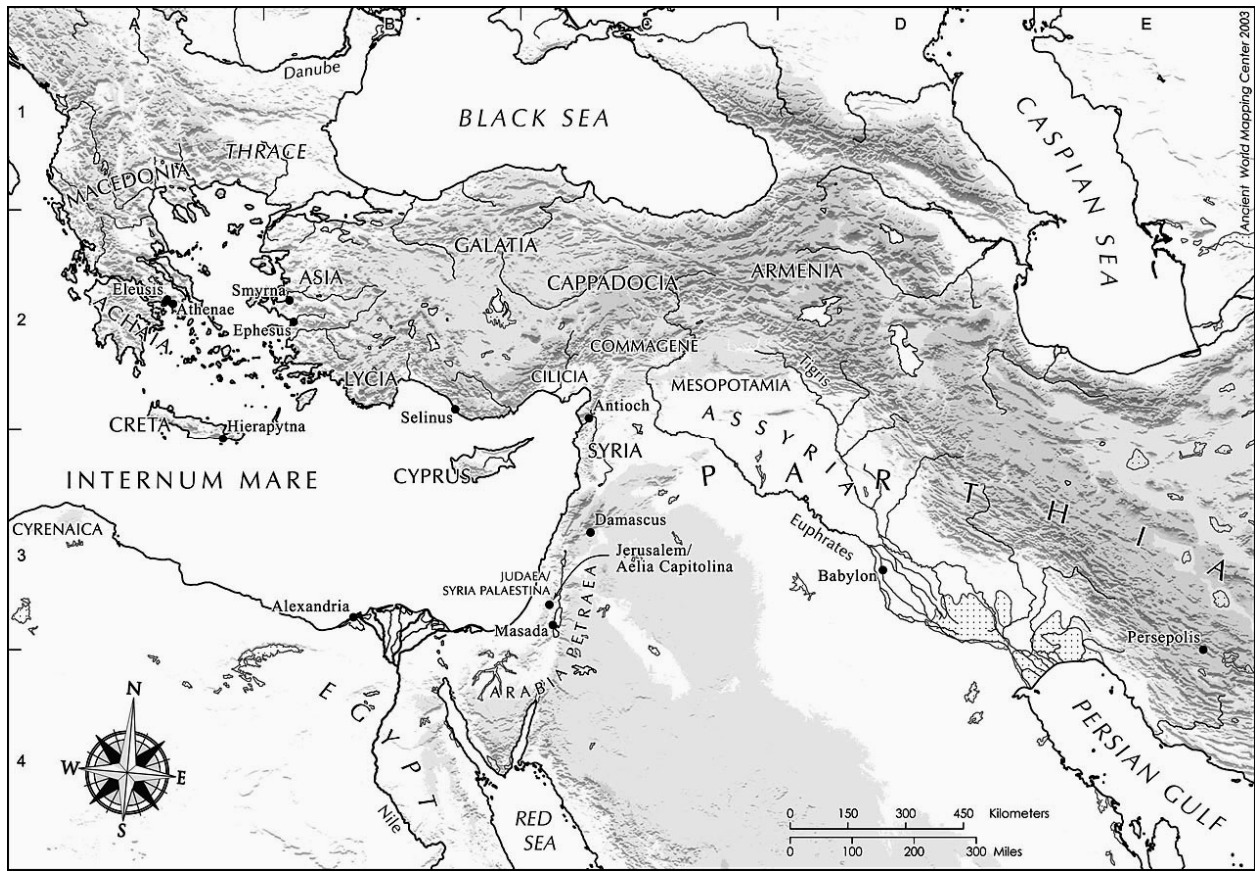 A B C D E
1
2
3
4
Ancient World Mapping Center 2003
Danube
BLACK SEA
CASPIAN SEA
THRACE
MACEDONIA
GALATIA
CAPPADOCIA
ARMENIA
ASIA
Smyrna
Eleusis
Athenae
ACHAIA
Ephesus
COMMAGENE
LYCIA
CILICIA
MESOPOTAMIA
Tigris
Selinus
Antioch
ASSYRIA
CRETA
Hierapytna
SYRIA
CYPRUS
PARTHIA
INTERNUM MARE
CYRENAICA
Damascus
Euphrates
Jerusalem/
Aelia Capitolina
Babylon
JUDAEA/
SYRIA PALAESTINA
Alexandria
Masada
ARABIA PETRAEA
Persepolis
EGYPT
Nile
RED
SEA
PERSIAN GULF
N
W E
S
0 150 300 450 Kilometers
0 100 200 300 Miles